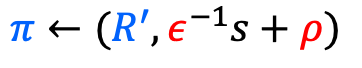 π ← (R′, ϵ⁻¹s + ρ)